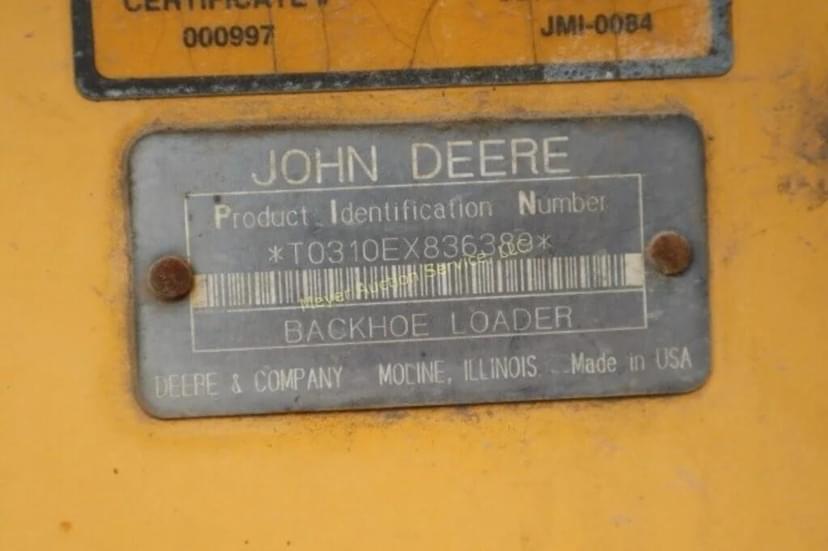 000997
JMI-0084
JOHN DEERE
Product Identification Number
*T0310EX836389*
Meyer Auction Service, LLC
BACKHOE LOADER
DEERE & COMPANY MOLINE, ILLINOIS Made in USA